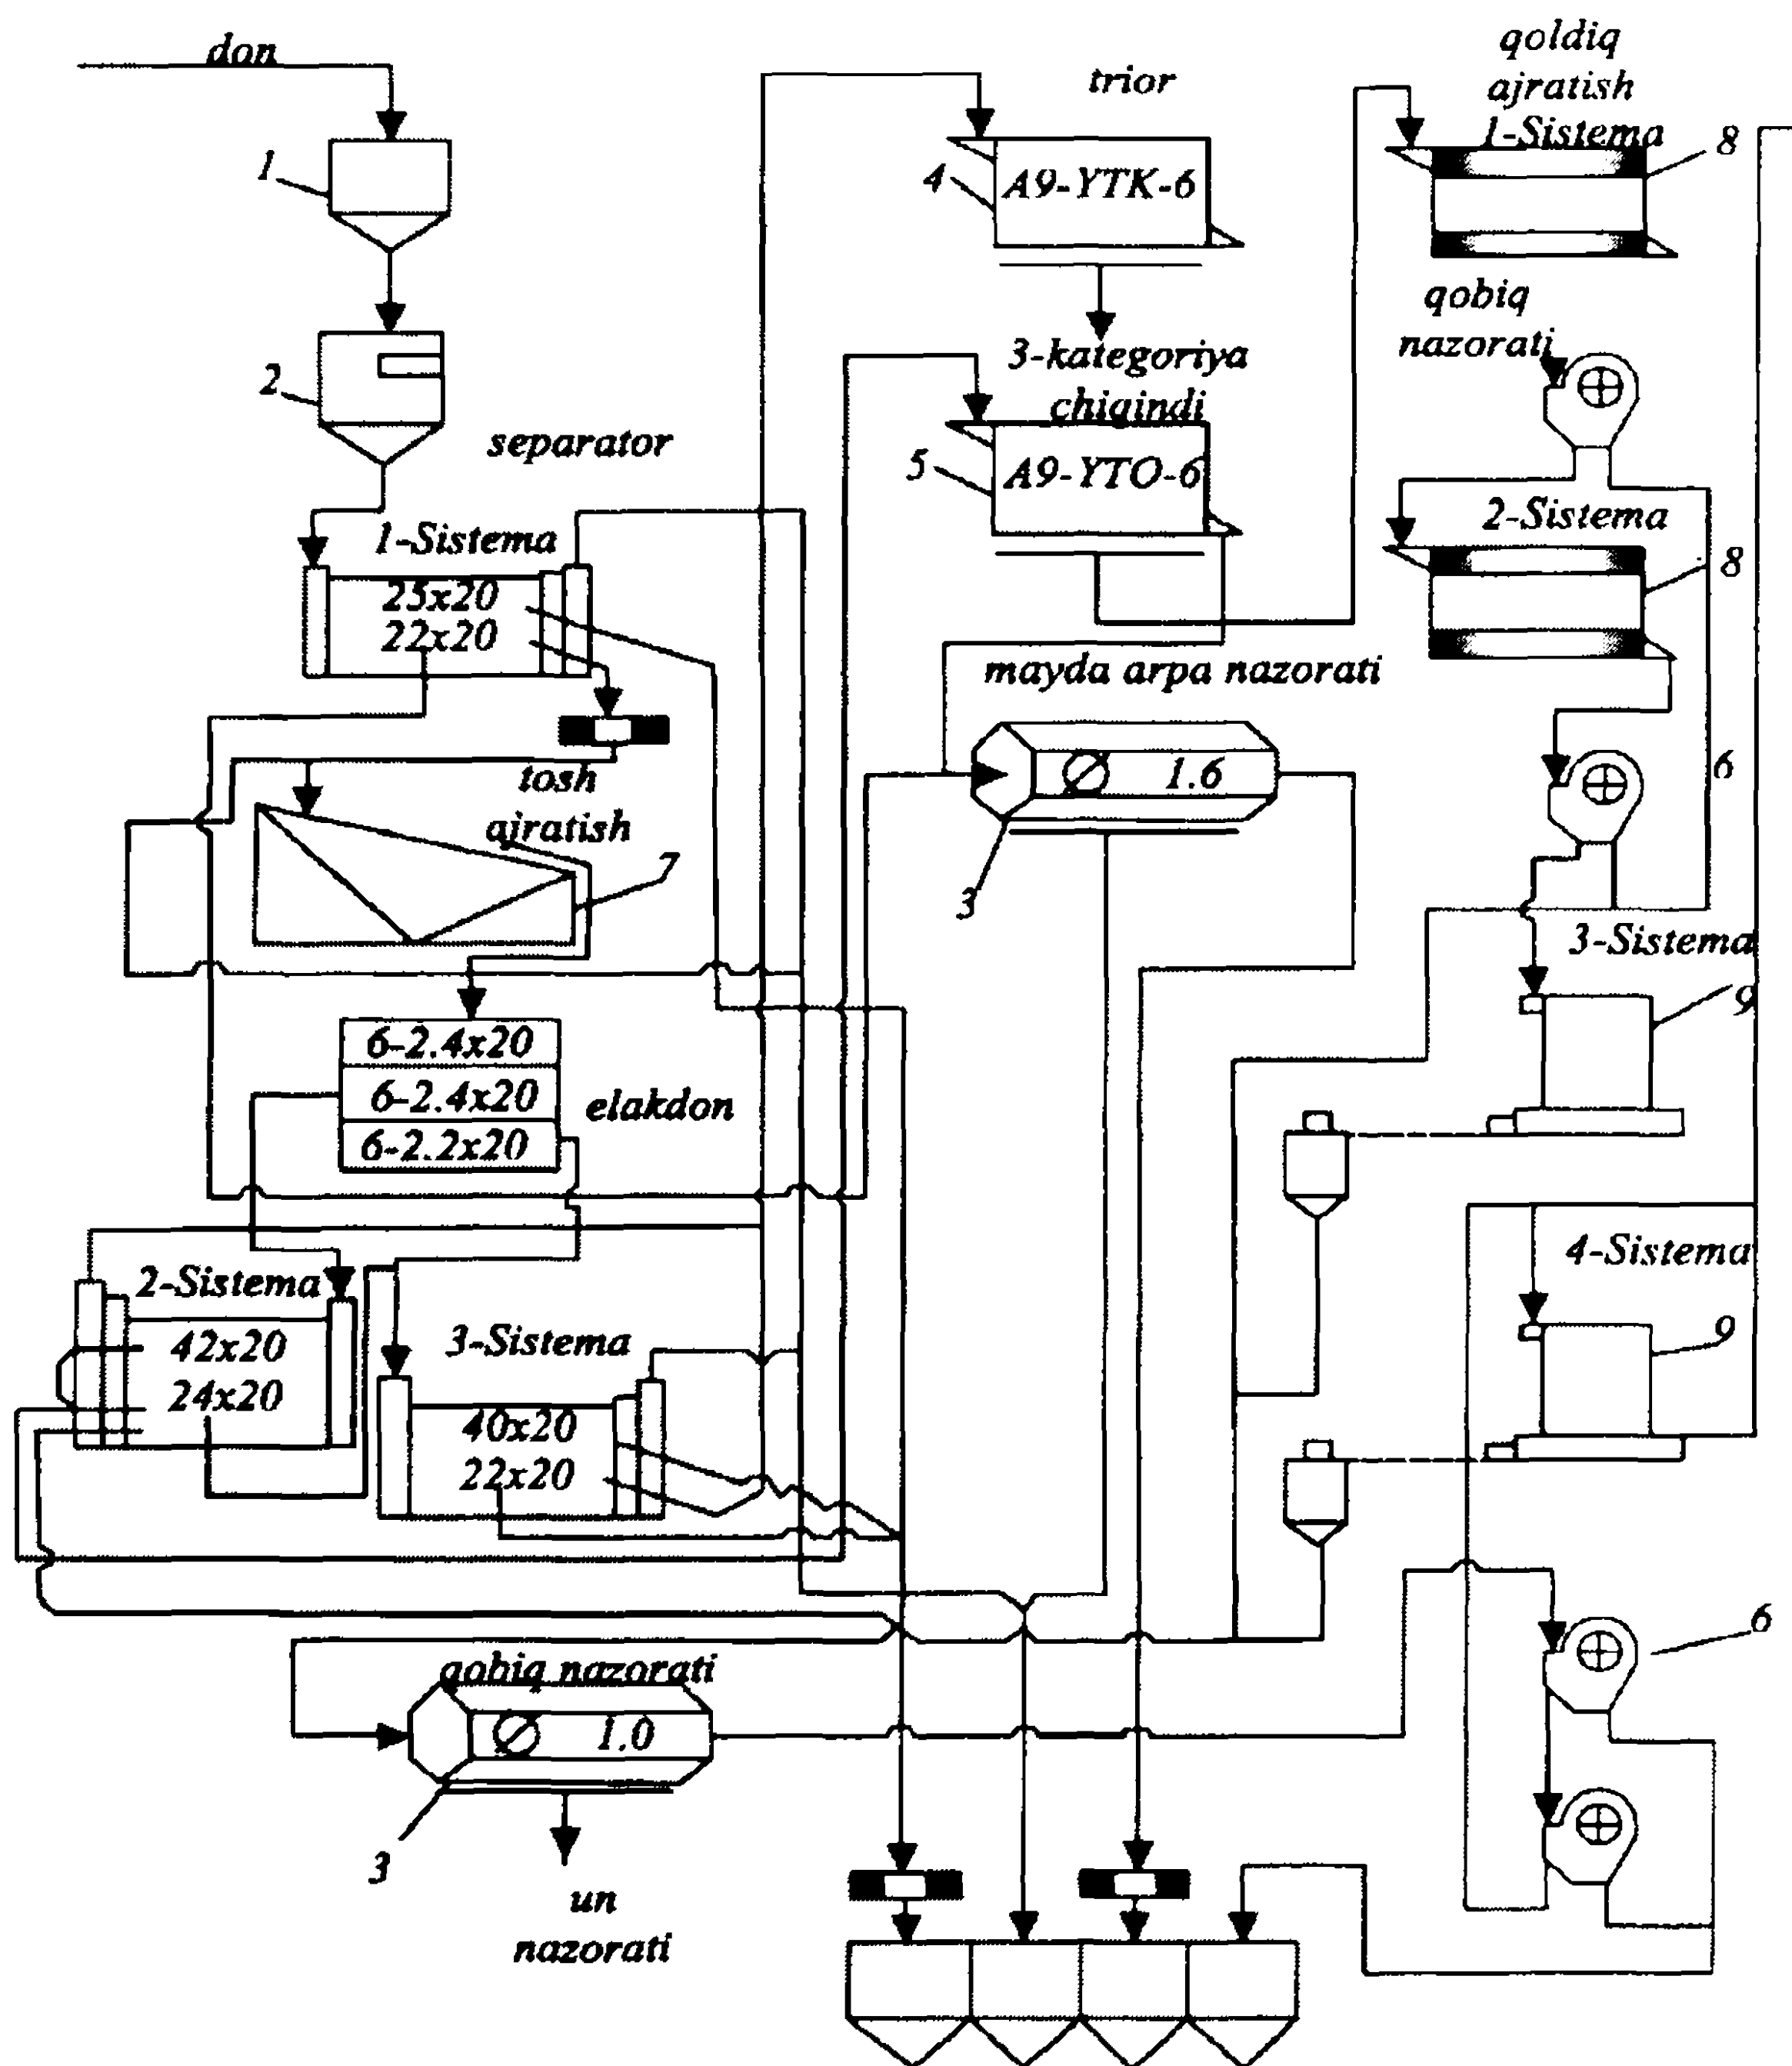 don
1
2
separator
1-Sistema
25x20
22x20
tosh
ajratish
7
6-2.4x20
6-2.4x20
6-2.2x20
elakdon
2-Sistema
42x20
24x20
3-Sistema
40x20
22x20
qobiq nazorati
1.0
3
un
nazorati
trior
4
A9-YTK-6
3-kategoriya
chiqindi
5
A9-YTO-6
mayda arpa nazorati
1.6
3
qoldiq
ajratish
1-Sistema
8
qobiq
nazorati
2-Sistema
8
6
3-Sistema
9
4-Sistema
9
6